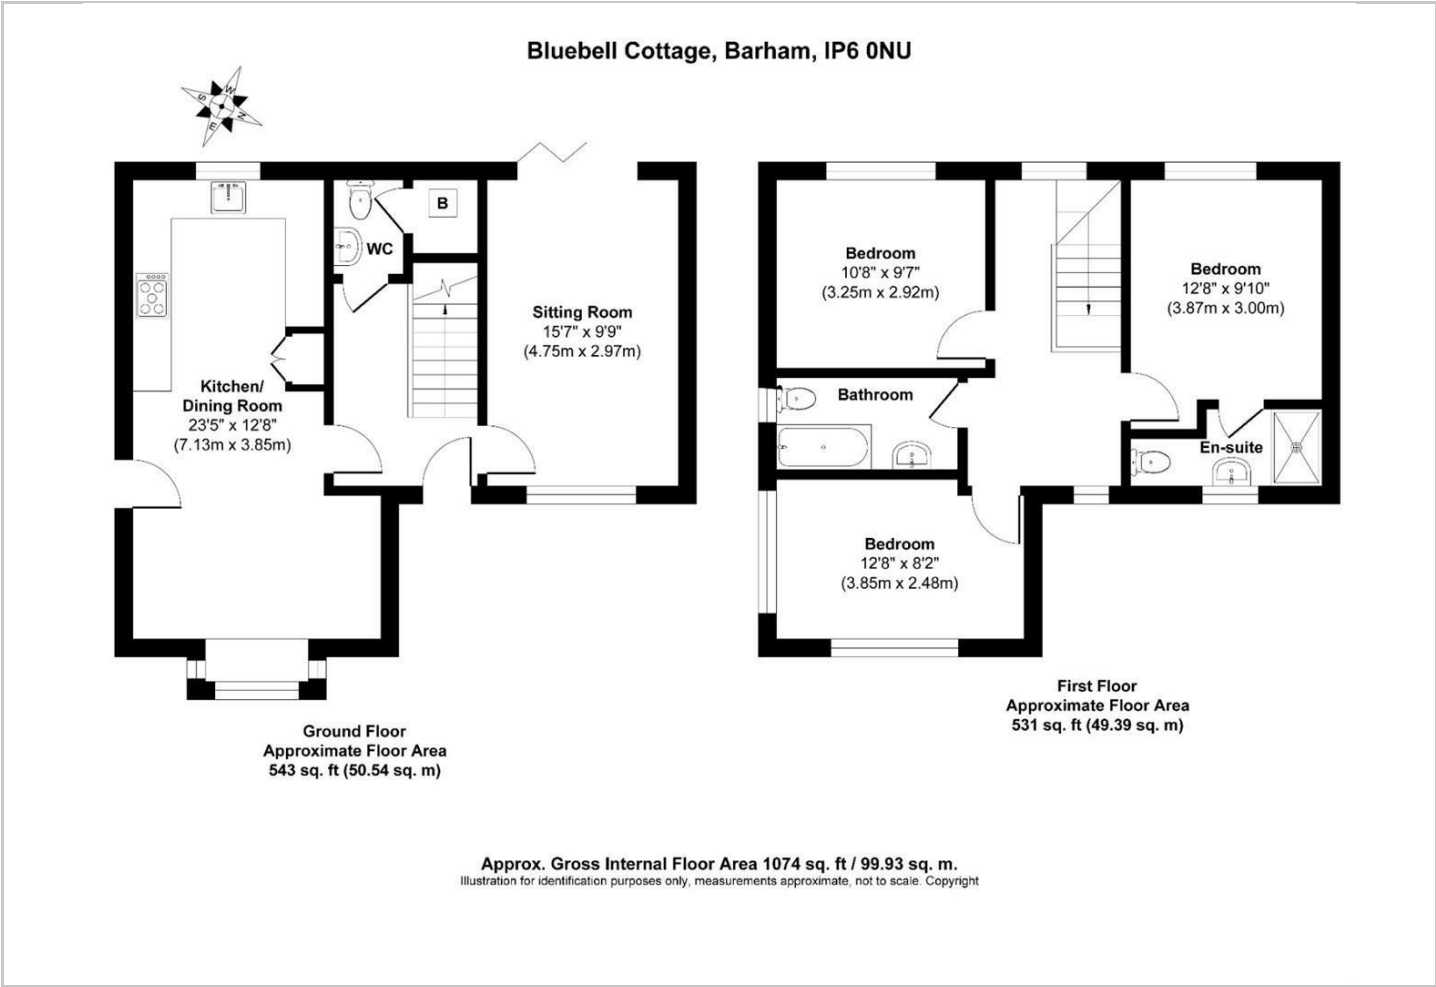 Bluebell Cottage, Barham, IP6 0NU
W
S
N
E
B
WC
Sitting Room
15'7" x 9'9"
(4.75m x 2.97m)
Kitchen/
Dining Room
23'5" x 12'8"
(7.13m x 3.85m)
Ground Floor
Approximate Floor Area
543 sq. ft (50.54 sq. m)
Bedroom
10'8" x 9'7"
(3.25m x 2.92m)
Bedroom
12'8" x 9'10"
(3.87m x 3.00m)
Bathroom
En-suite
Bedroom
12'8" x 8'2"
(3.85m x 2.48m)
First Floor
Approximate Floor Area
531 sq. ft (49.39 sq. m)
Approx. Gross Internal Floor Area 1074 sq. ft / 99.93 sq. m.
Illustration for identification purposes only, measurements approximate, not to scale. Copyright